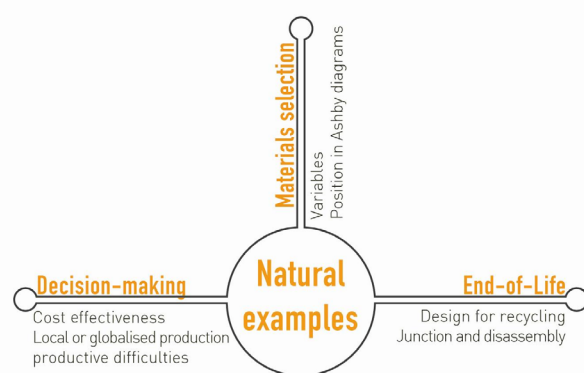 Materials selection
Variables
Position in Ashby diagrams
Natural
examples
Decision-making
Cost effectiveness
Local or globalised production
productive difficulties
End-of-Life
Design for recycling
Junction and disassembly